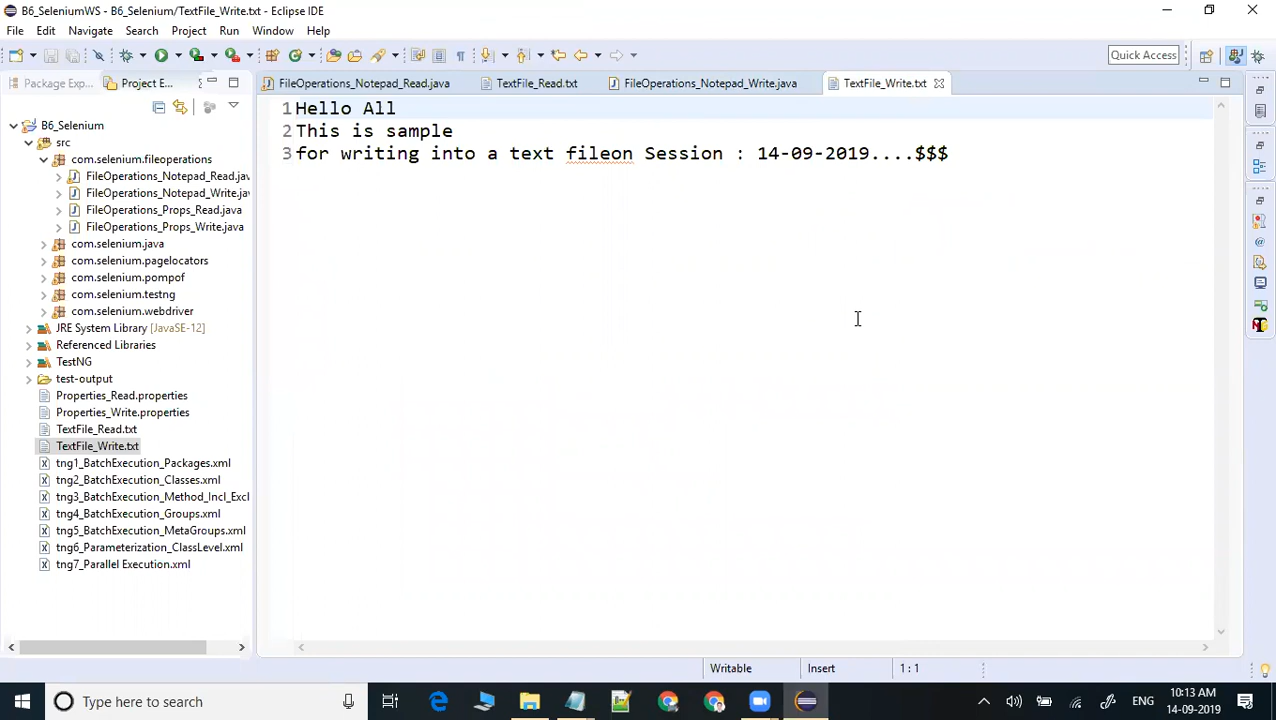 B6_SeleniumWS - B6_Selenium/TextFile_Write.txt - Eclipse IDE
File Edit Navigate Search Project Run Window Help
Quick Access
Package Exp...
Project E...
FileOperations_Notepad_Read.java
TextFile_Read.txt
FileOperations_Notepad_Write.java
TextFile_Write.txt
B6_Selenium
src
com.selenium.fileoperations
FileOperations_Notepad_Read.jav
FileOperations_Notepad_Write.jav
FileOperations_Props_Read.java
FileOperations_Props_Write.java
com.selenium.java
com.selenium.pagelocators
com.selenium.pompof
com.selenium.testng
com.selenium.webdriver
JRE System Library [JavaSE-12]
Referenced Libraries
TestNG
test-output
Properties_Read.properties
Properties_Write.properties
TextFile_Read.txt
TextFile_Write.txt
tng1_BatchExecution_Packages.xml
tng2_BatchExecution_Classes.xml
tng3_BatchExecution_Method_Incl_Excl
tng4_BatchExecution_Groups.xml
tng5_BatchExecution_MetaGroups.xml
tng6_Parameterization_ClassLevel.xml
tng7_Parallel Execution.xml
1 Hello All
2 This is sample
3 for writing into a text fileon Session : 14-09-2019....$$$
Writable
Insert
1 : 1
Type here to search
ENG
10:13 AM
14-09-2019